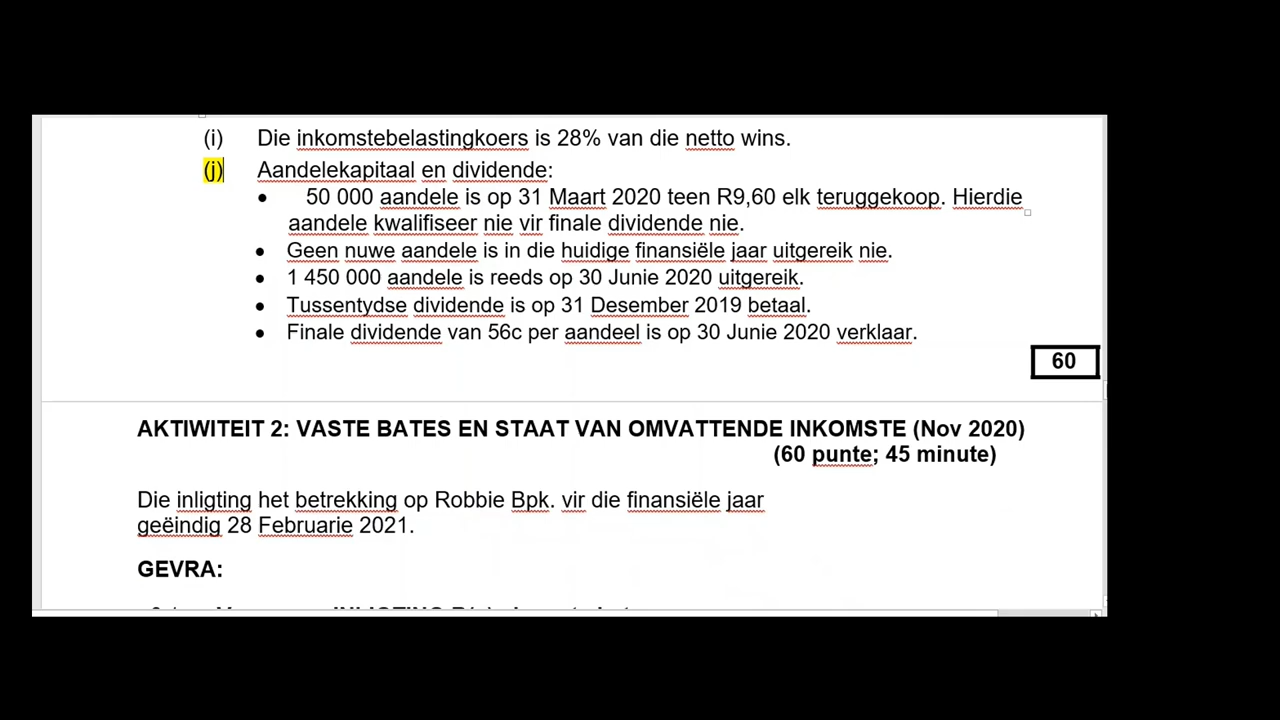 (i) Die inkomstebelastingkoers is 28% van die netto wins.
(j) Aandelekapitaal en dividende:
• 50 000 aandele is op 31 Maart 2020 teen R9,60 elk teruggekoop. Hierdie
aandele kwalifiseer nie vir finale dividende nie.
• Geen nuwe aandele is in die huidige finansiële jaar uitgereik nie.
• 1 450 000 aandele is reeds op 30 Junie 2020 uitgereik.
• Tussentydse dividende is op 31 Desember 2019 betaal.
• Finale dividende van 56c per aandeel is op 30 Junie 2020 verklaar.
60
AKTIWITEIT 2: VASTE BATES EN STAAT VAN OMVATTENDE INKOMSTE (Nov 2020)
(60 punte; 45 minute)
Die inligting het betrekking op Robbie Bpk. vir die finansiële jaar
geëindig 28 Februarie 2021.
GEVRA: